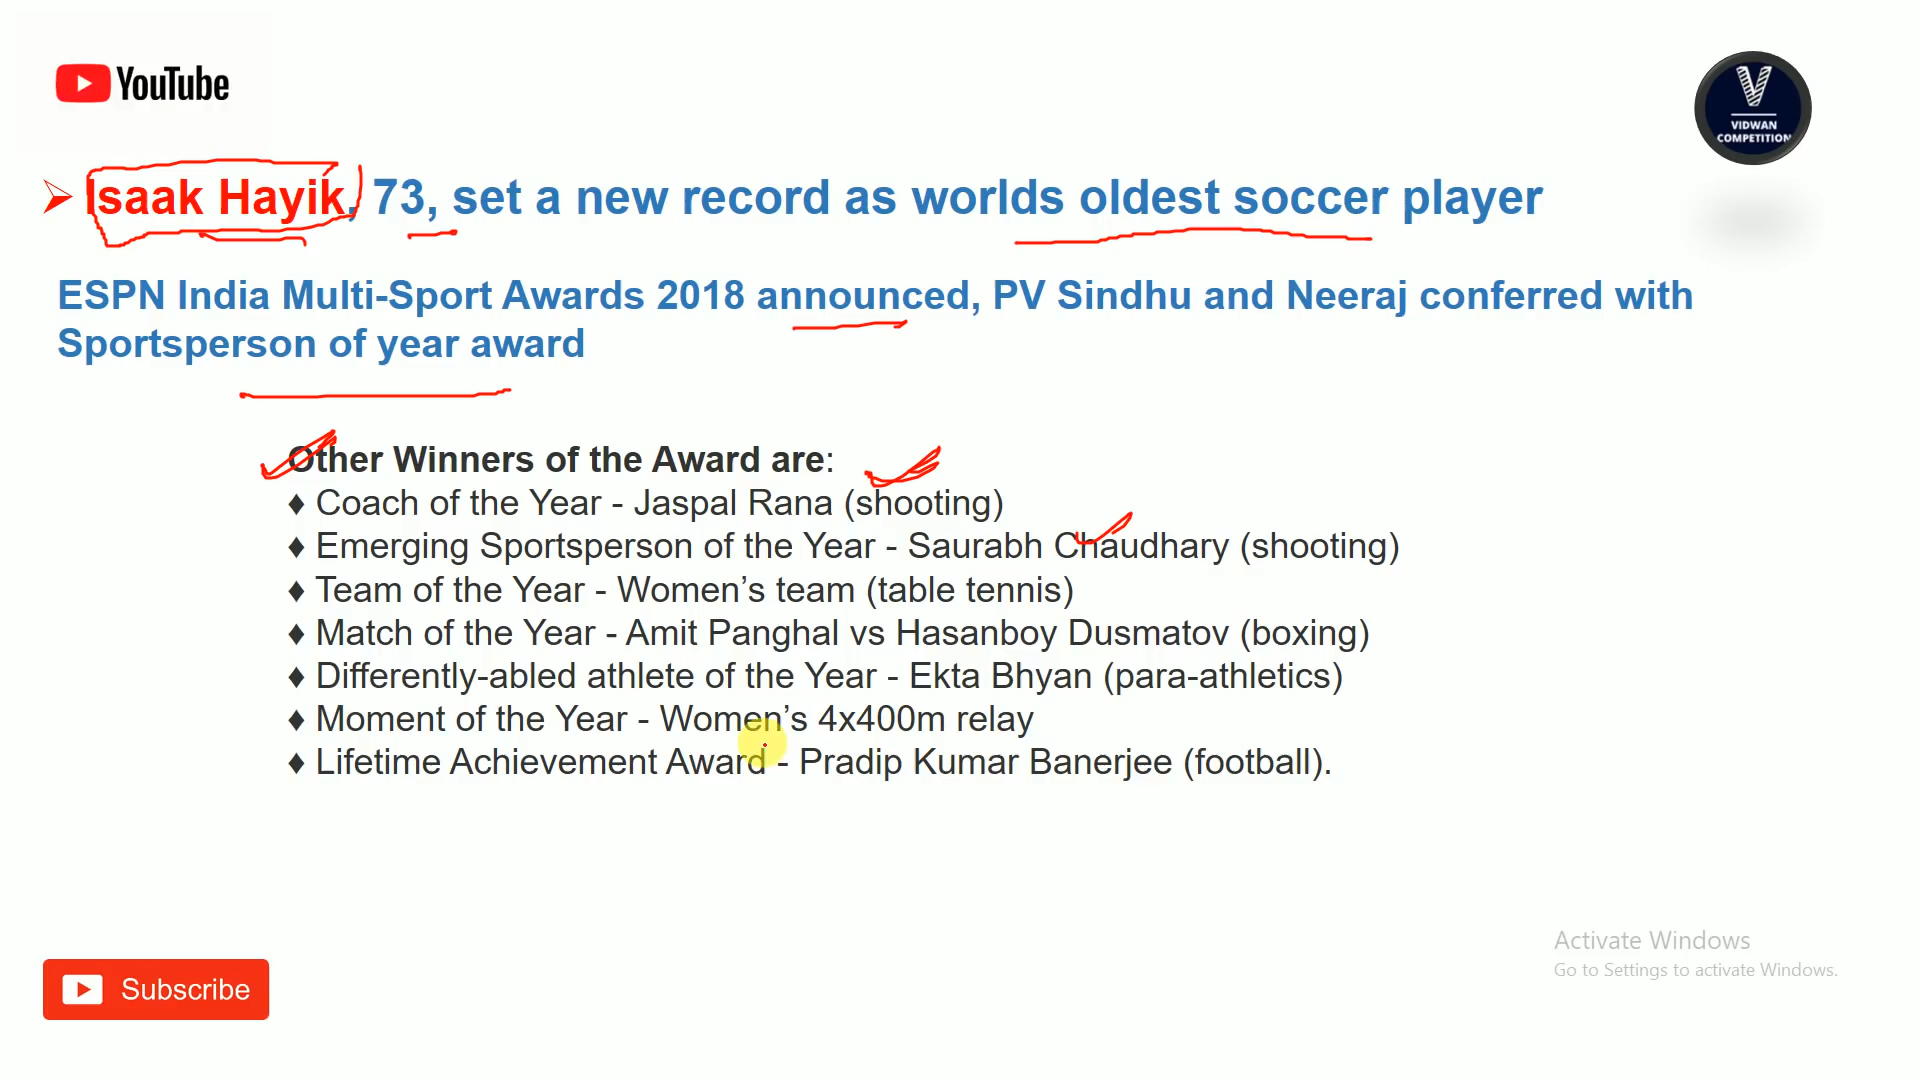 YouTube
VIDWAN
COMPETITION
➢ Isaak Hayik, 73, set a new record as worlds oldest soccer player
ESPN India Multi-Sport Awards 2018 announced, PV Sindhu and Neeraj conferred with
Sportsperson of year award
Other Winners of the Award are:
♦ Coach of the Year - Jaspal Rana (shooting)
♦ Emerging Sportsperson of the Year - Saurabh Chaudhary (shooting)
♦ Team of the Year - Women’s team (table tennis)
♦ Match of the Year - Amit Panghal vs Hasanboy Dusmatov (boxing)
♦ Differently-abled athlete of the Year - Ekta Bhyan (para-athletics)
♦ Moment of the Year - Women’s 4x400m relay
♦ Lifetime Achievement Award - Pradip Kumar Banerjee (football).
Activate Windows
Go to Settings to activate Windows.
Subscribe